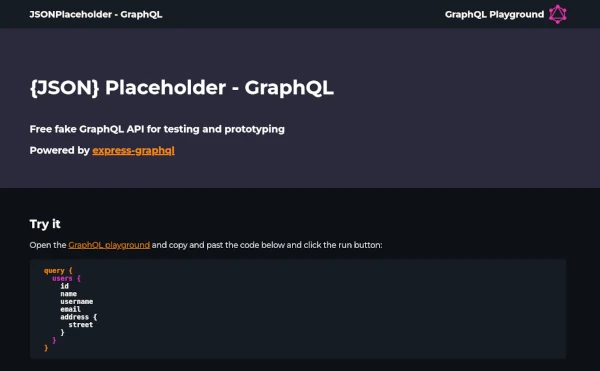 JSONPlaceholder - GraphQL
GraphQL Playground
{JSON} Placeholder - GraphQL
Free fake GraphQL API for testing and prototyping
Powered by express-graphql
Try it
Open the GraphQL playground and copy and past the code below and click the run button:
query {
users {
id
name
username
email
address {
street
}
}
}